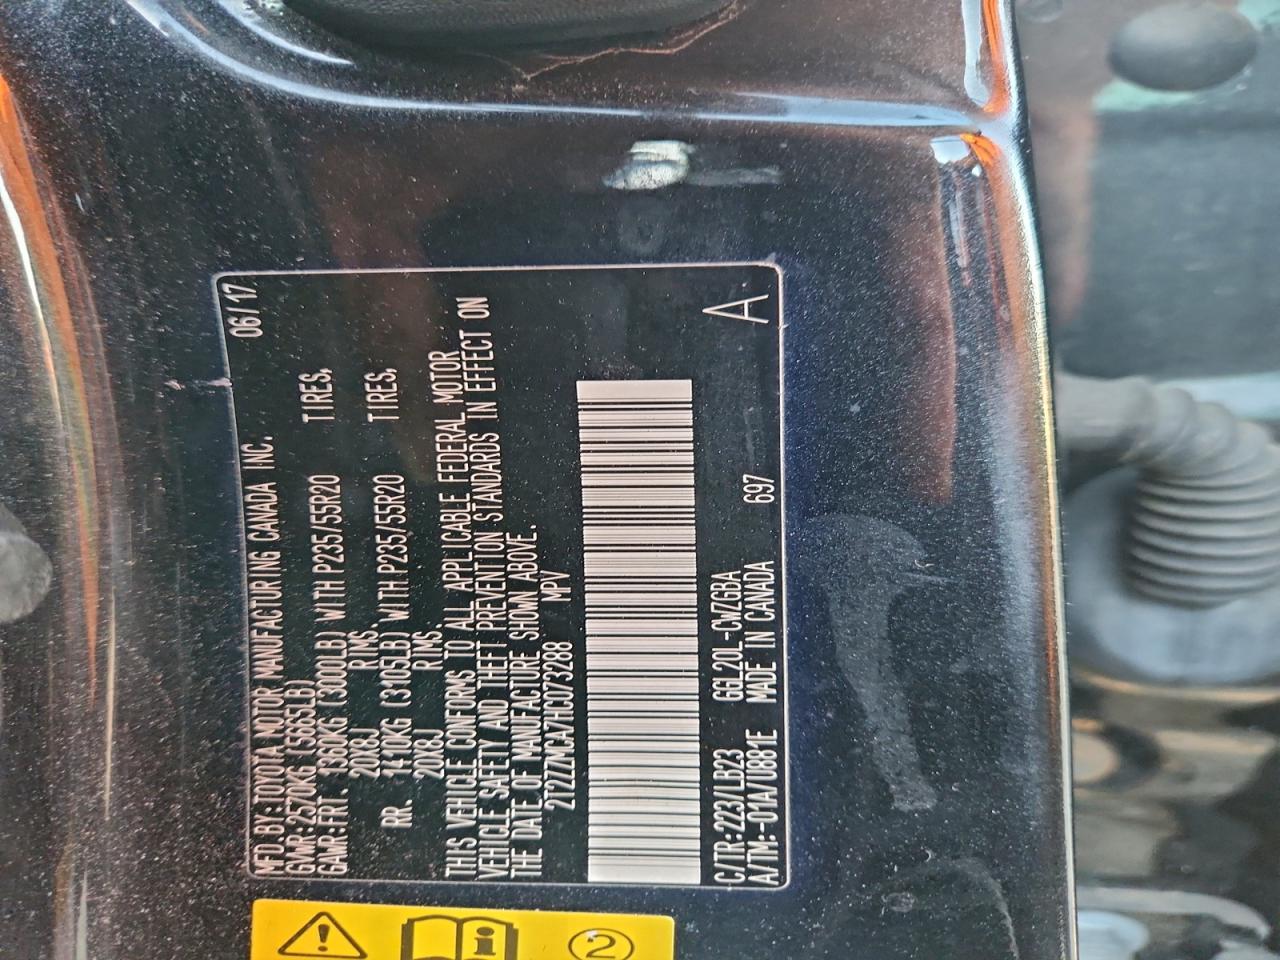 MFD.BY:TOYOTA MOTOR MANUFACTURING CANADA INC. 06/17
GVWR:2570KG (5665LB)
GAWR:FRT. 1360KG (3000LB) WITH P235/55R20 TIRES,
20X8J RIMS.
RR. 1410KG (3105LB) WITH P235/55R20 TIRES,
20X8J RIMS.
THIS VEHICLE CONFORMS TO ALL APPLICABLE FEDERAL MOTOR
VEHICLE SAFETY AND THEFT PREVENTION STANDARDS IN EFFECT ON
THE DATE OF MANUFACTURE SHOWN ABOVE.
2T2ZZMCA7HC073288 MPV
C/TR:223/LB23 GGL20L-CWZGBA
A/TM:-01A/U881E MADE IN CANADA 697 A
2